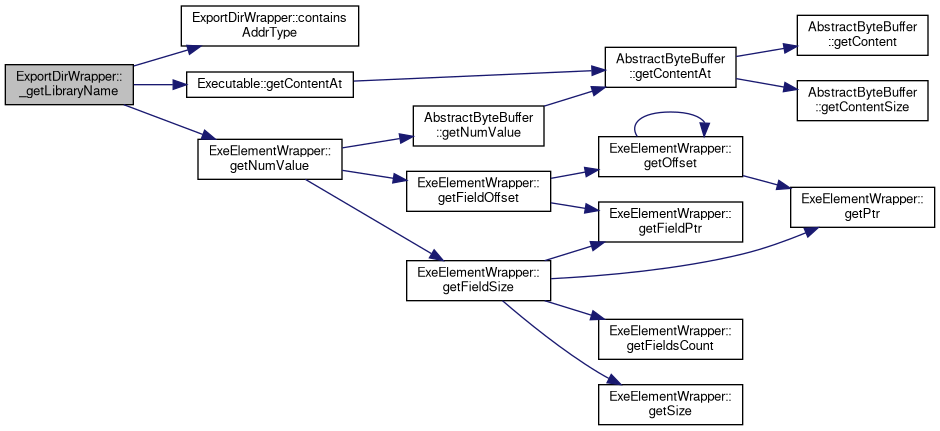 ExportDirWrapper::contains
AddrType
ExportDirWrapper::
_getLibraryName
Executable::getContentAt
AbstractByteBuffer
::getContentAt
AbstractByteBuffer
::getContent
AbstractByteBuffer
::getContentSize
AbstractByteBuffer
::getNumValue
ExeElementWrapper::
getNumValue
ExeElementWrapper::
getOffset
ExeElementWrapper::
getFieldOffset
ExeElementWrapper::
getPtr
ExeElementWrapper::
getFieldPtr
ExeElementWrapper::
getFieldSize
ExeElementWrapper::
getFieldsCount
ExeElementWrapper::
getSize